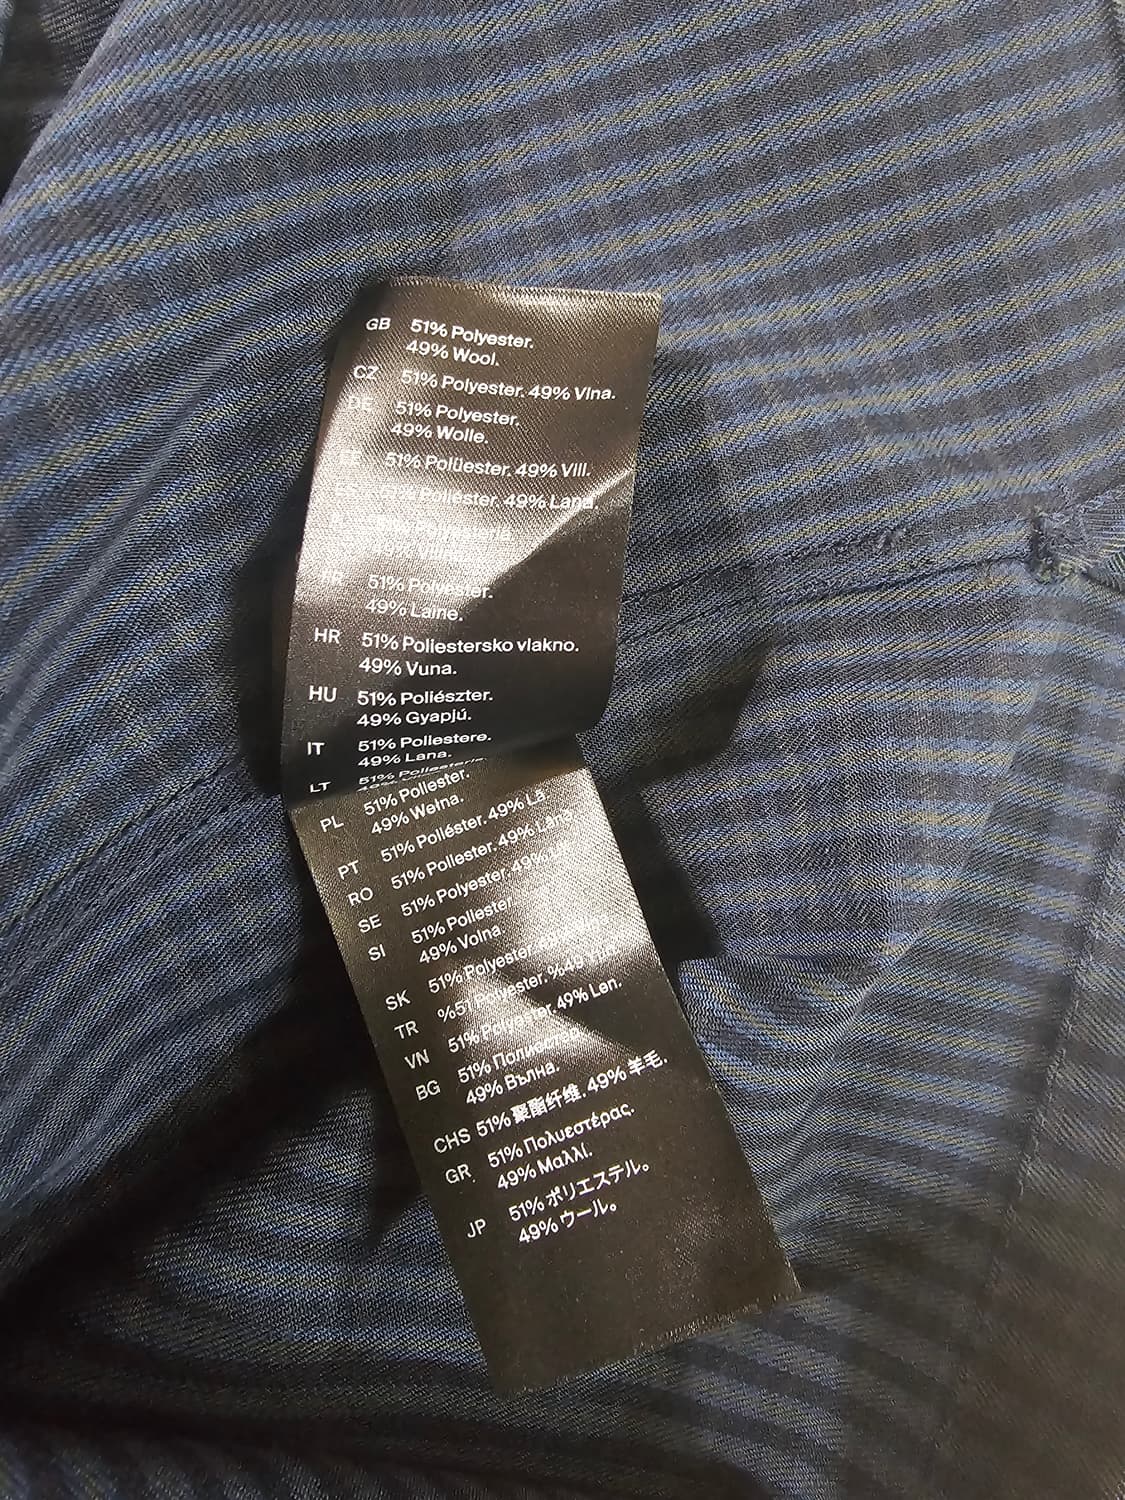 GB 51% Polyester.
49% Wool.
CZ 51% Polyester. 49% Vlna.
DE 51% Polyester.
49% Wolle.
51% Polüester. 49% Vill.
ES 51% Poliéster. 49% Lana.
FR 51% Polyester.
49% Laine.
HR 51% Poliestersko vlakno.
49% Vuna.
HU 51% Poliészter.
49% Gyapjú.
IT 51% Poliestere.
49% Lana.
LT 51%
PL 51% Poliester.
49% Wełna.
PT 51% Poliéster. 49% Lã
RO 51% Poliester. 49% Lână
SE 51% Polyester. 49%
SI 51% Poliester.
49% Volna.
SK 51% Polyester.
TR %51 Polyester. %49
VN 51% Polyester. 49% Len.
BG 51%
49% Вълна.
CHS 51% 聚酯纤维. 49% 羊毛.
GR 51% Πολυεστέρας.
49% Μαλλί.
JP 51% ポリエステル。
49% ウール。